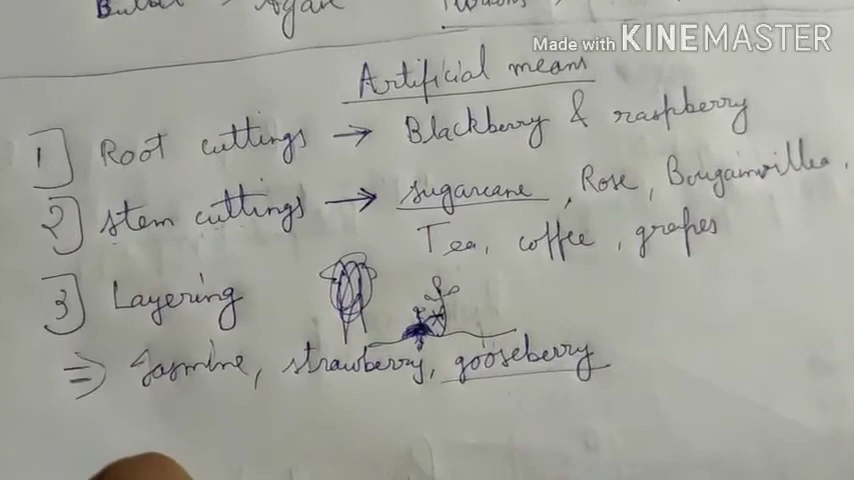 Agave
Made with KINEMASTER
Artificial means
1] Root cuttings → Blackberry & raspberry
2] Stem cuttings → sugarcane, Rose, Bougainvillea,
Tea, coffee, grapes
3] Layering
⇒ Jasmine, strawberry, gooseberry